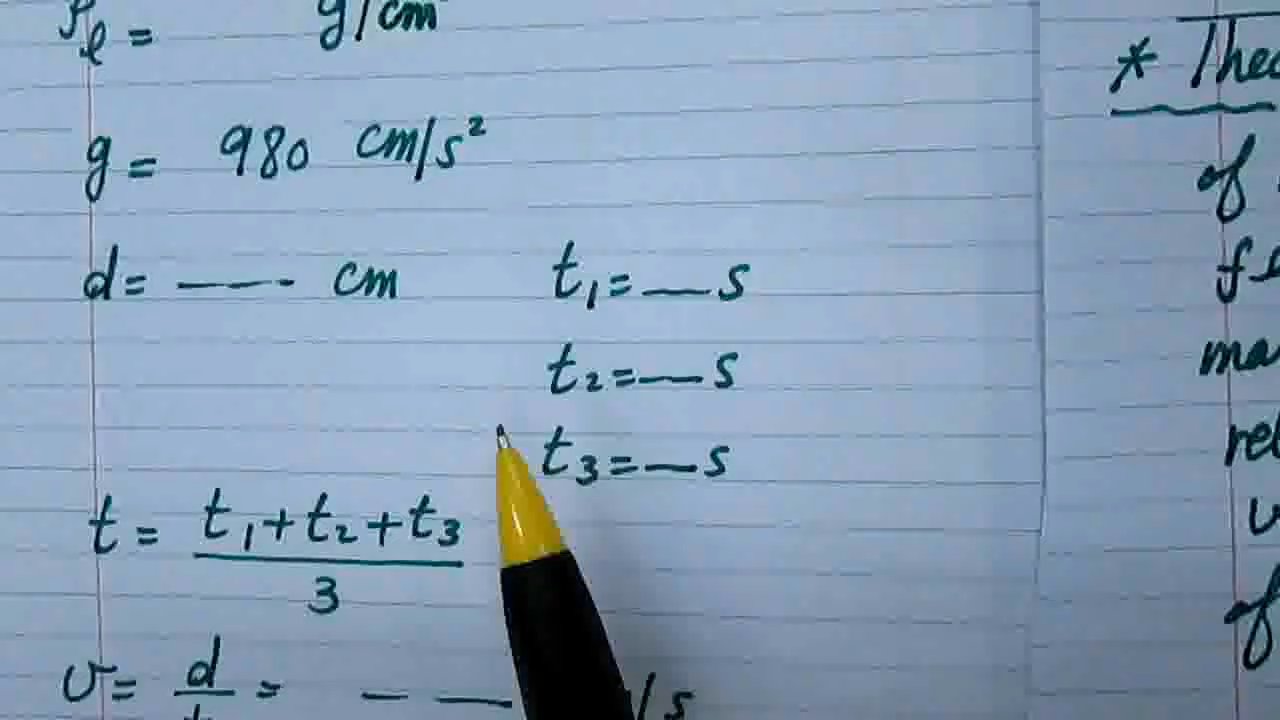 ρℓ = g/cm
g = 980 cm/s²
d = ---- cm t₁ = __ s
t₂ = __ s
t₃ = __ s
t = t₁+t₂+t₃
3
v = d = -- -- /s
* Theo
of
ma
rel
of